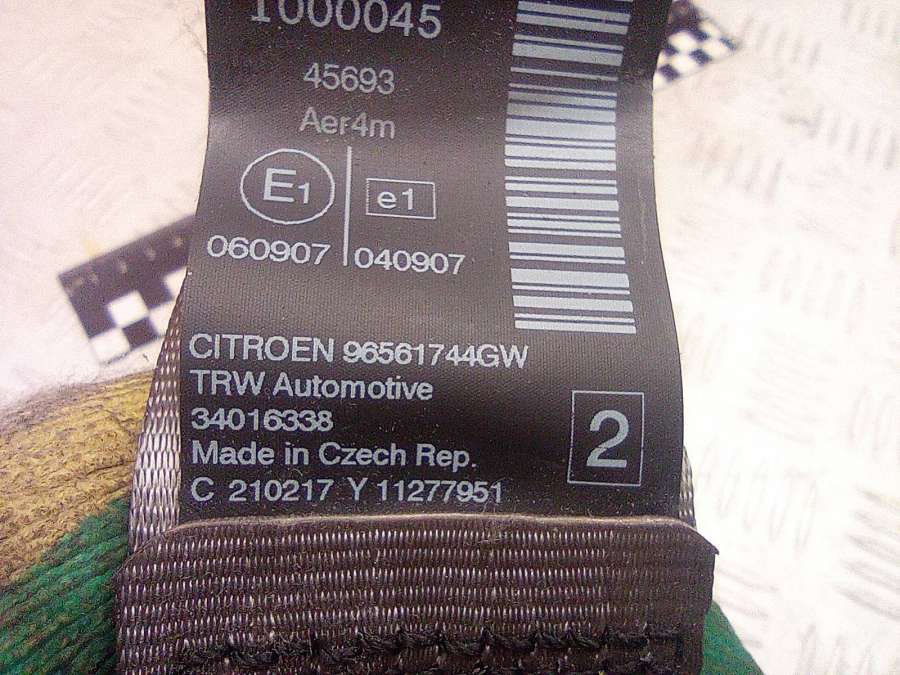 1000045
45693
Aer4m
E1 e1
060907 040907
CITROEN 96561744GW
TRW Automotive
34016338
Made in Czech Rep.
2
C 210217 Y 11277951